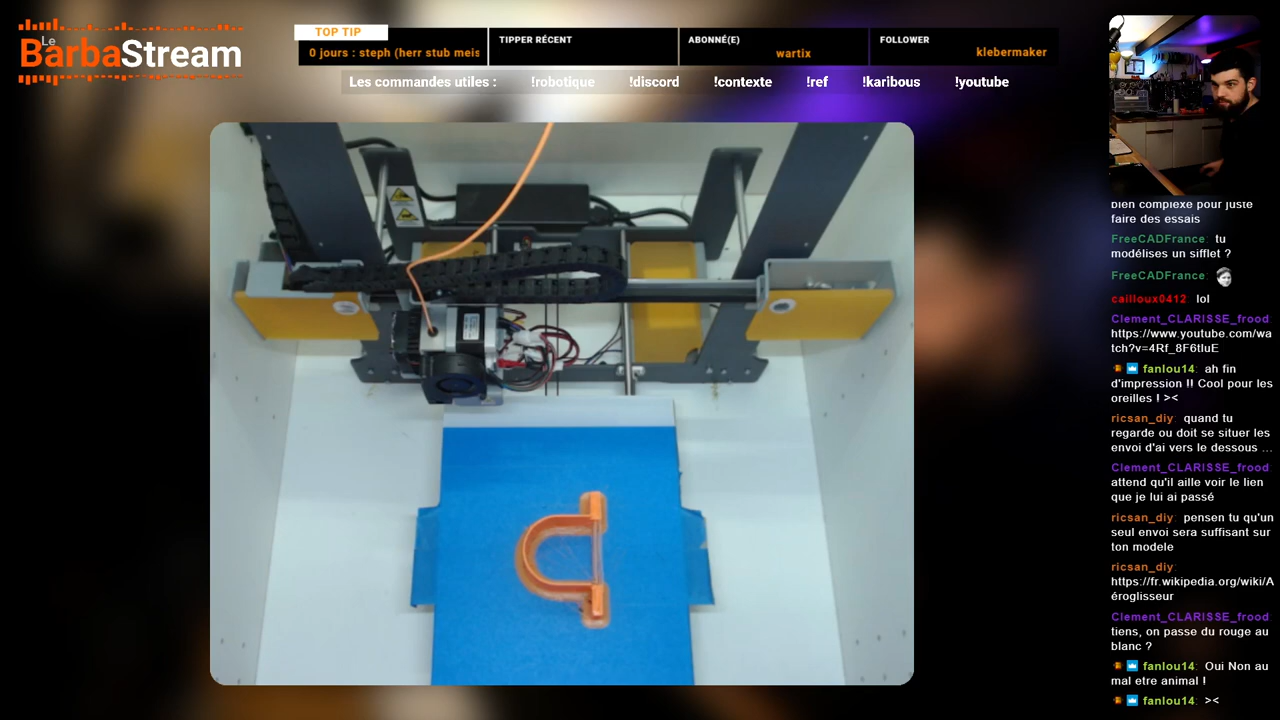 Le
BarbaStream
TOP TIP
0 jours : steph (herr stub meis
TIPPER RÉCENT
ABONNÉ(E)
wartix
FOLLOWER
klebermaker
Les commandes utiles : !robotique !discord !contexte !ref !karibous !youtube
bien complexe pour juste
faire des essais
FreeCADFrance: tu
modélises un sifflet ?
FreeCADFrance:
cailloux0412 lol
Clement_CLARISSE_frood
https://www.youtube.com/wa
tch?v=4Rf_8F6tIuE
fanlou14: ah fin
d'impression !! Cool pour les
oreilles ! ><
ricsan_diy: quand tu
regarde ou doit se situer les
envoi d'ai vers le dessous ...
Clement_CLARISSE_frood
attend qu'il aille voir le lien
que je lui ai passé
ricsan_diy: pensen tu qu'un
seul envoi sera suffisant sur
ton modele
ricsan_diy:
https://fr.wikipedia.org/wiki/A
éroglisseur
Clement_CLARISSE_frood
tiens, on passe du rouge au
blanc ?
fanlou14: Oui Non au
mal etre animal !
fanlou14: ><